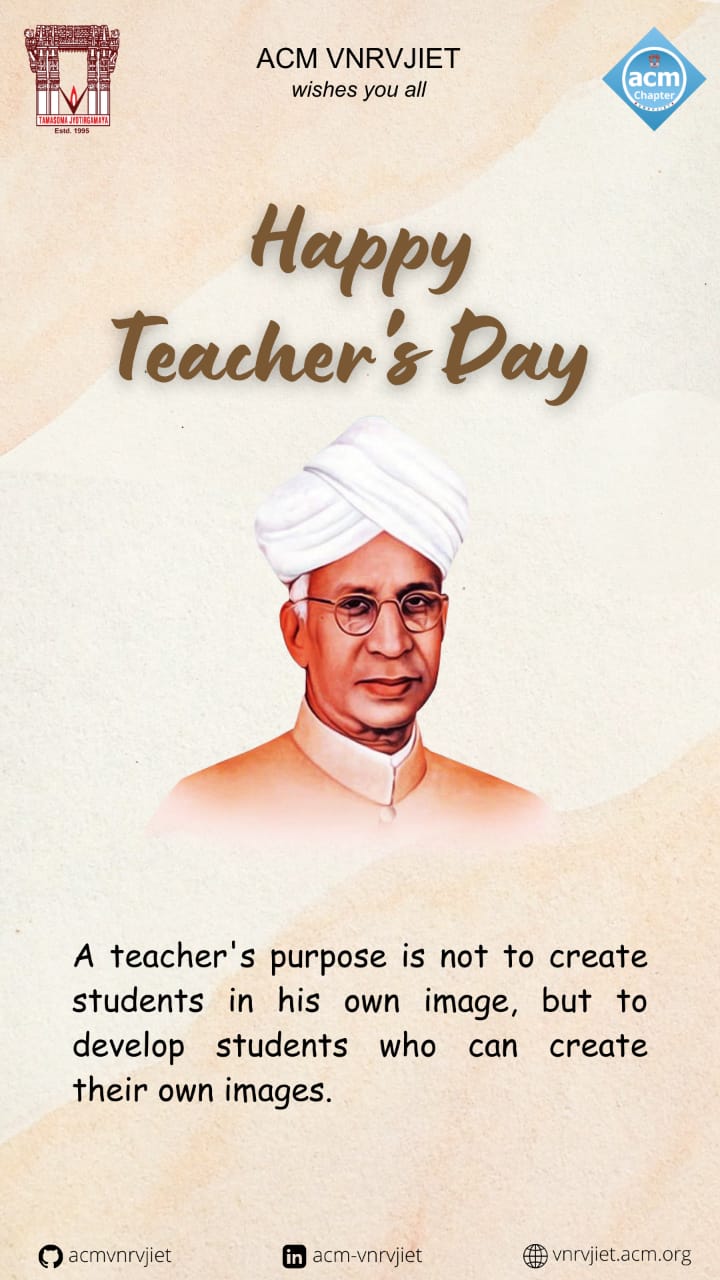 ACM VNRVJIET
wishes you all
TAMASOMA JYOTIRGAMAYA
Estd. 1995
acm
Chapter
Happy
Teacher's Day
A teacher's purpose is not to create
students in his own image, but to
develop students who can create
their own images.
acmvnrvjiet
acm-vnrvjiet
vnrvjiet.acm.org